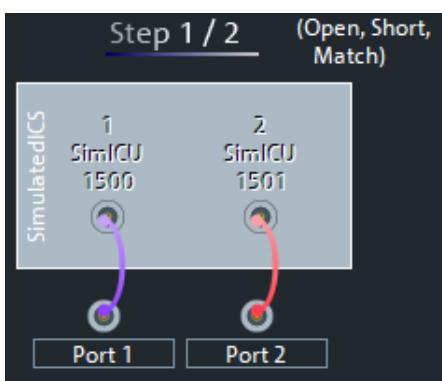 Step 1 / 2
(Open, Short,
Match)
SimulatedICS
1
SimICU
1500
2
SimICU
1501
Port 1
Port 2